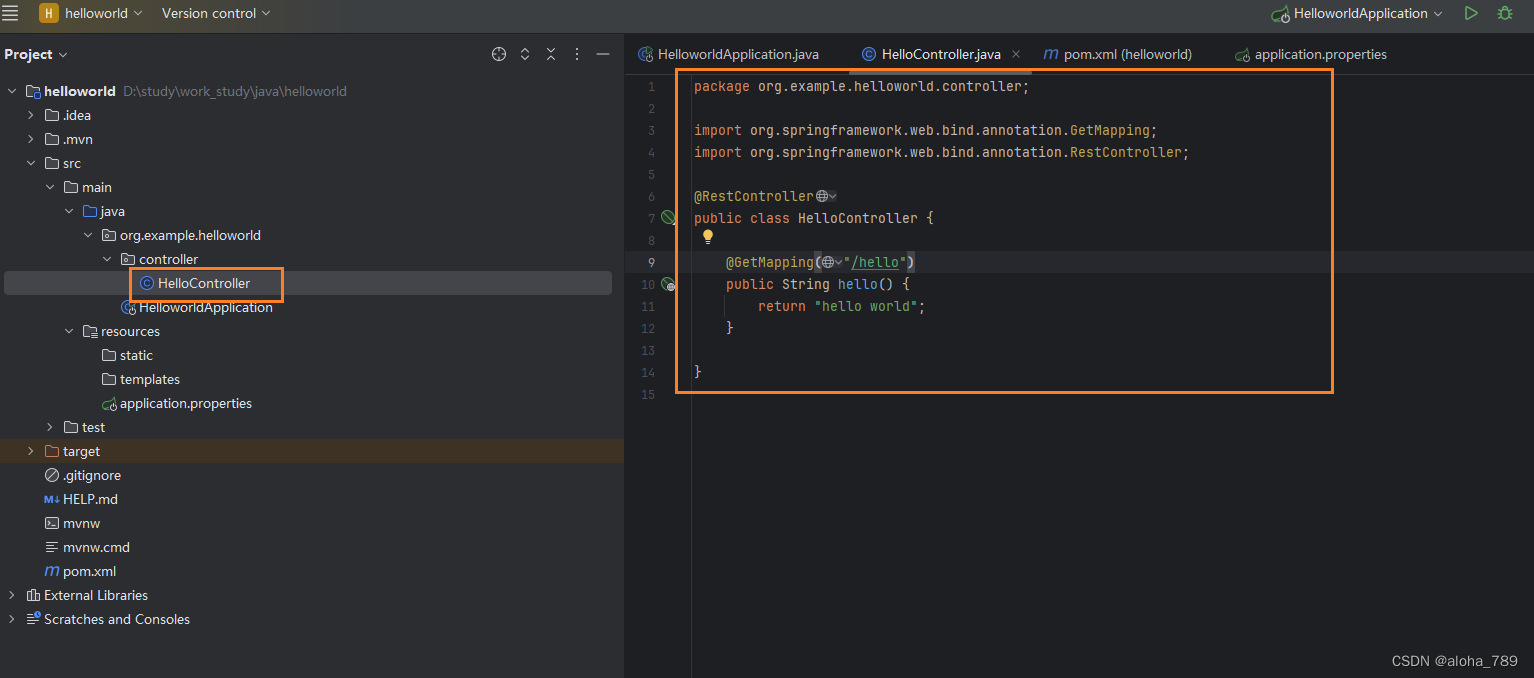 H helloworld Version control HelloworldApplication
Project
HelloworldApplication.java HelloController.java pom.xml (helloworld) application.properties
helloworld D:\study\work_study\java\helloworld
.idea
.mvn
src
main
java
org.example.helloworld
controller
HelloController
HelloworldApplication
resources
static
templates
application.properties
test
target
.gitignore
HELP.md
mvnw
mvnw.cmd
pom.xml
External Libraries
Scratches and Consoles
1 package org.example.helloworld.controller;
2
3 import org.springframework.web.bind.annotation.GetMapping;
4 import org.springframework.web.bind.annotation.RestController;
5
6 @RestController
7 public class HelloController {
8
9 @GetMapping("/hello")
10 public String hello() {
11 return "hello world";
12 }
13
14 }
15
CSDN @aloha_789